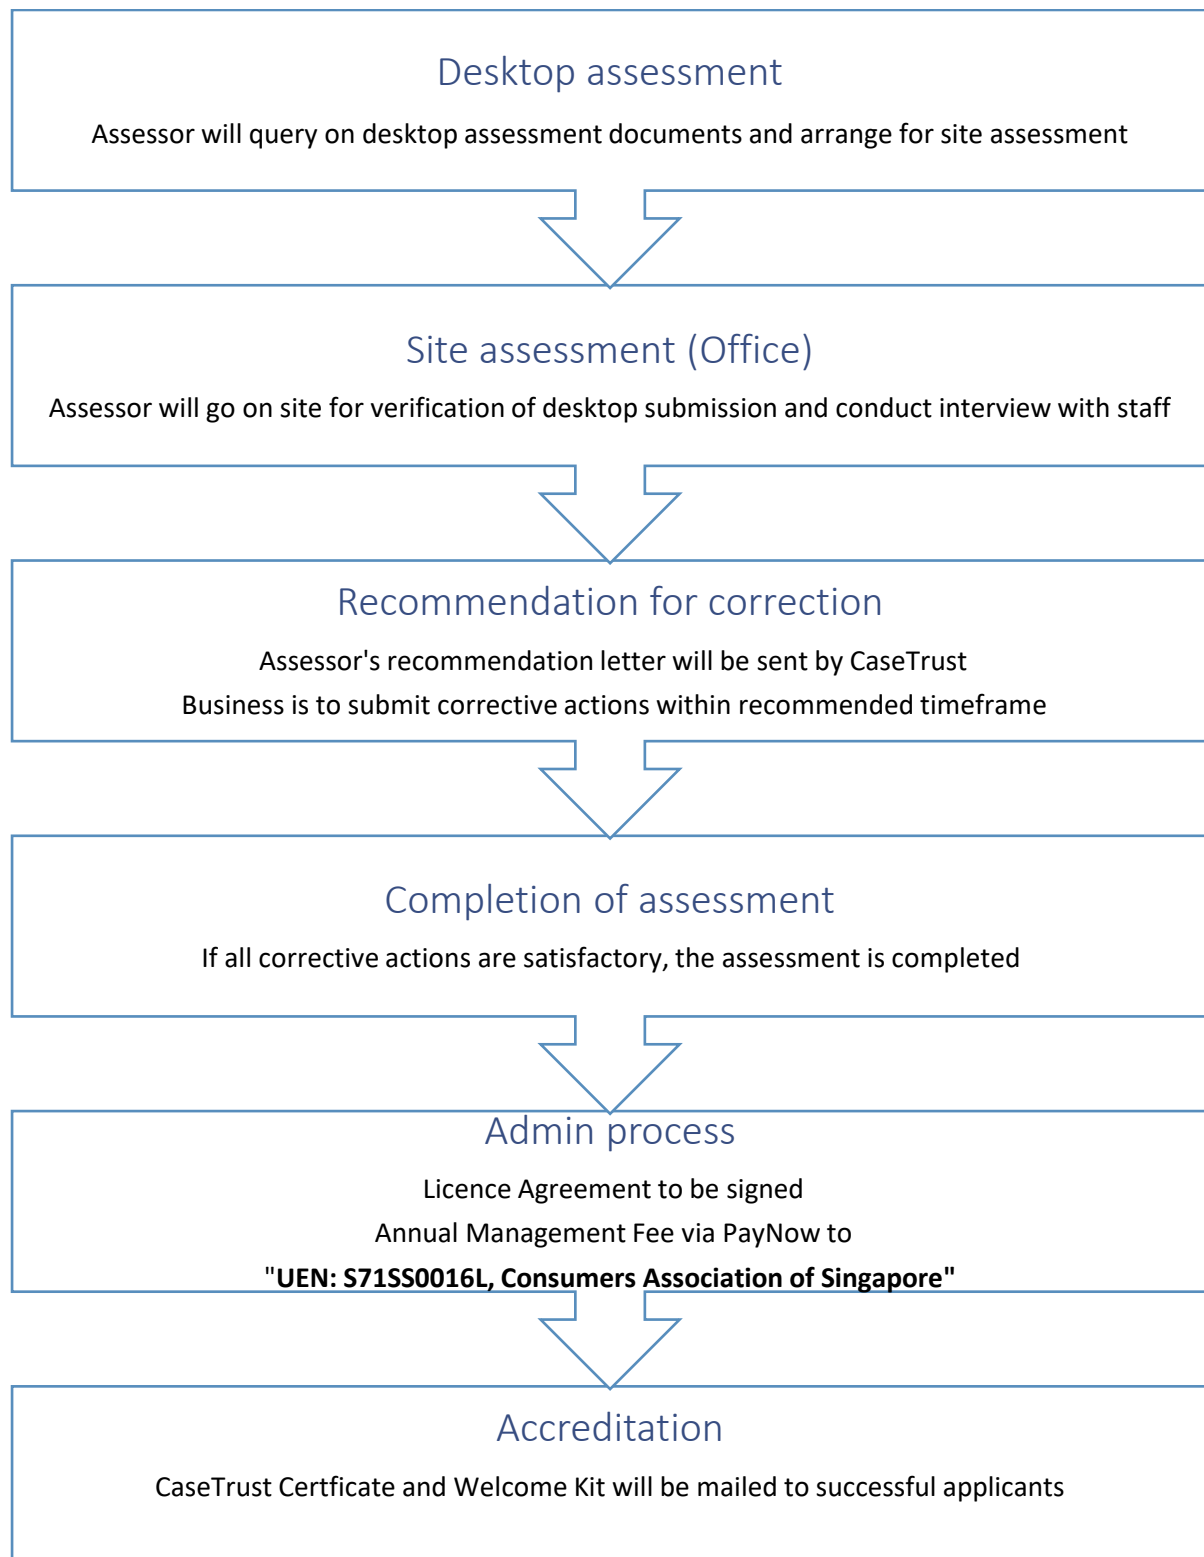 Desktop assessment
Assessor will query on desktop assessment documents and arrange for site assessment
Site assessment (Office)
Assessor will go on site for verification of desktop submission and conduct interview with staff
Recommendation for correction
Assessor's recommendation letter will be sent by CaseTrust
Business is to submit corrective actions within recommended timeframe
Completion of assessment
If all corrective actions are satisfactory, the assessment is completed
Admin process
Licence Agreement to be signed
Annual Management Fee via PayNow to
"UEN: S71SS0016L, Consumers Association of Singapore"
Accreditation
CaseTrust Certficate and Welcome Kit will be mailed to successful applicants